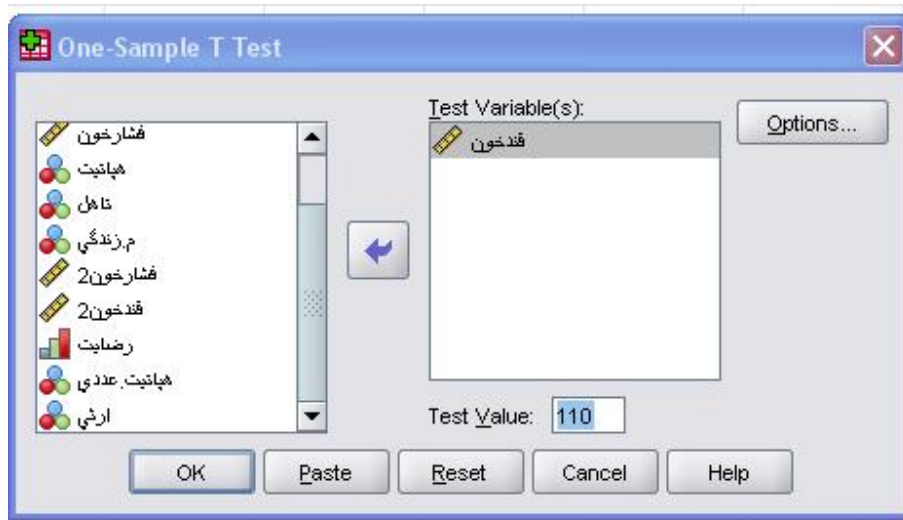 One-Sample T Test
فشارخون
هپاتيت
تاهل
م.زندگي
فشارخون2
قندخون2
رضايت
هپاتيت.عددي
ارثي
Test Variable(s):
قندخون
Test Value: 110
Options...
OK Paste Reset Cancel Help